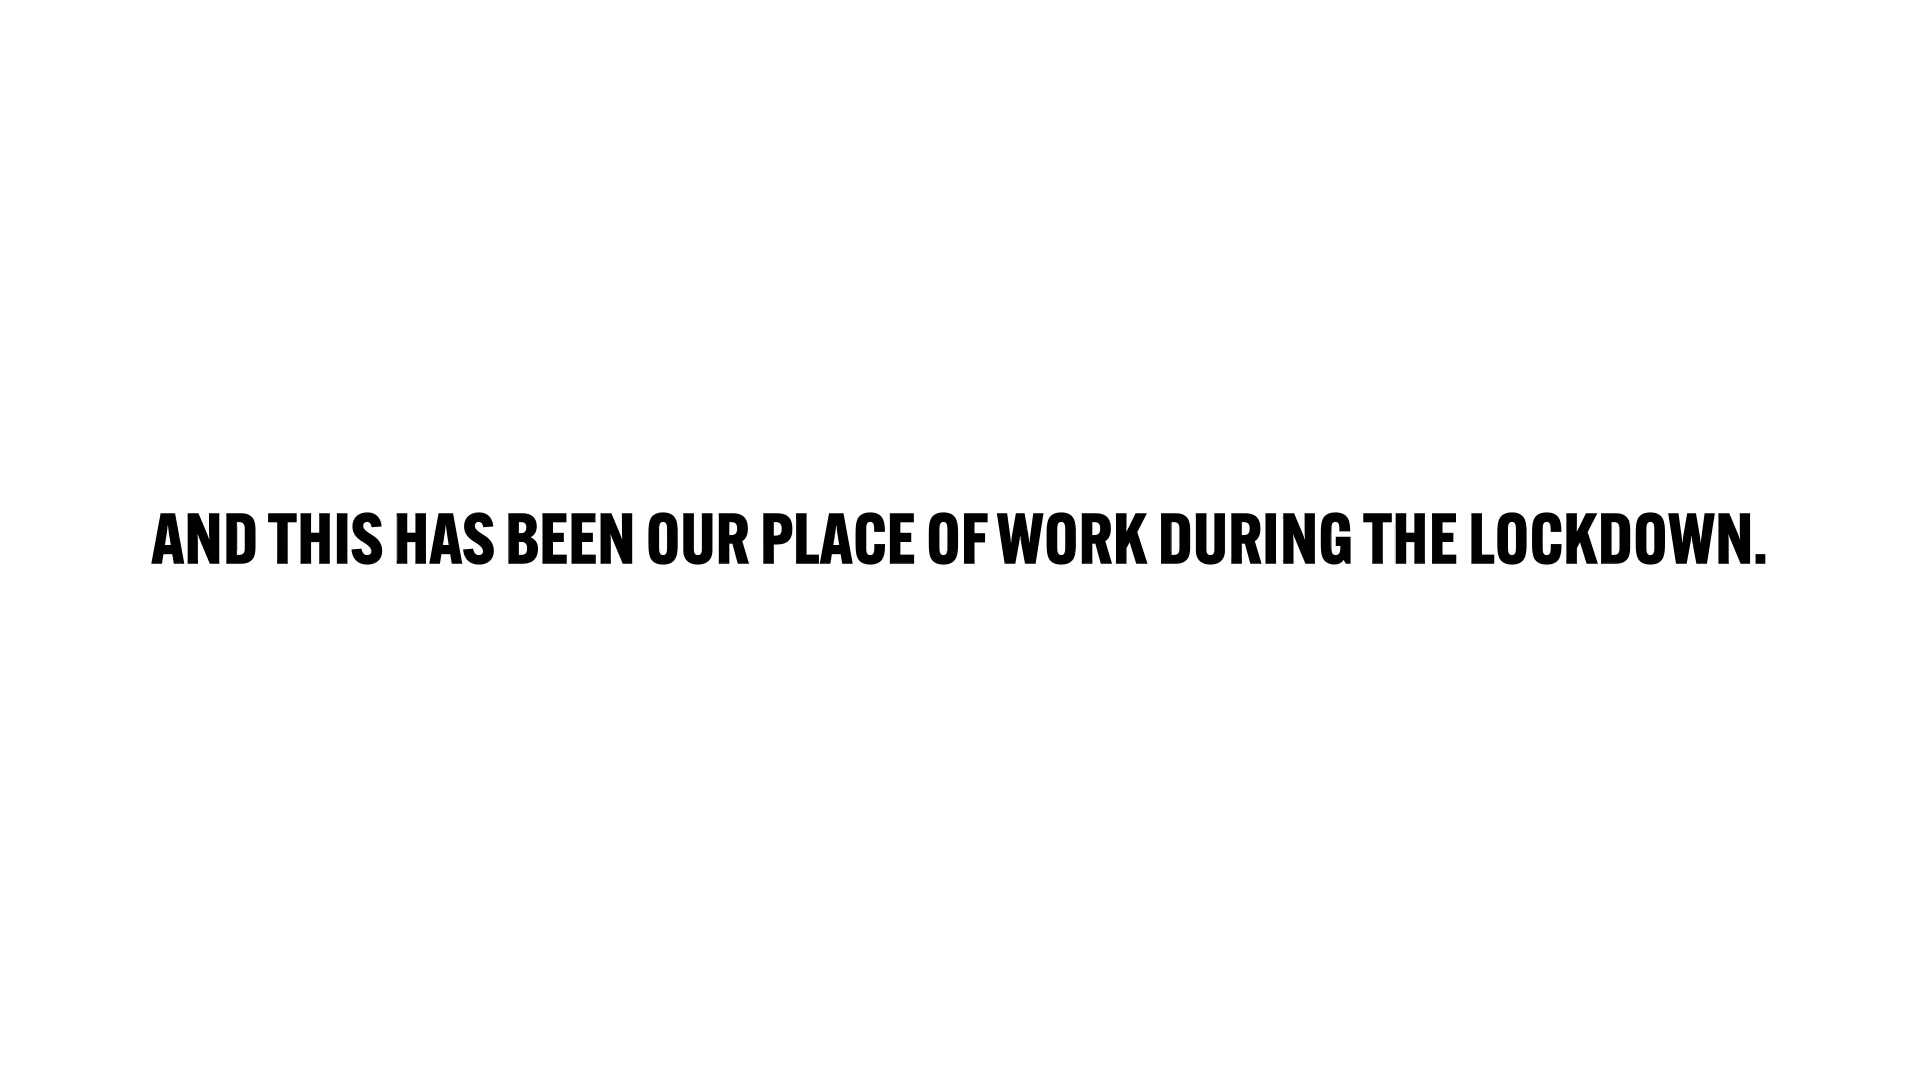 AND THIS HAS BEEN OUR PLACE OF WORK DURING THE LOCKDOWN.